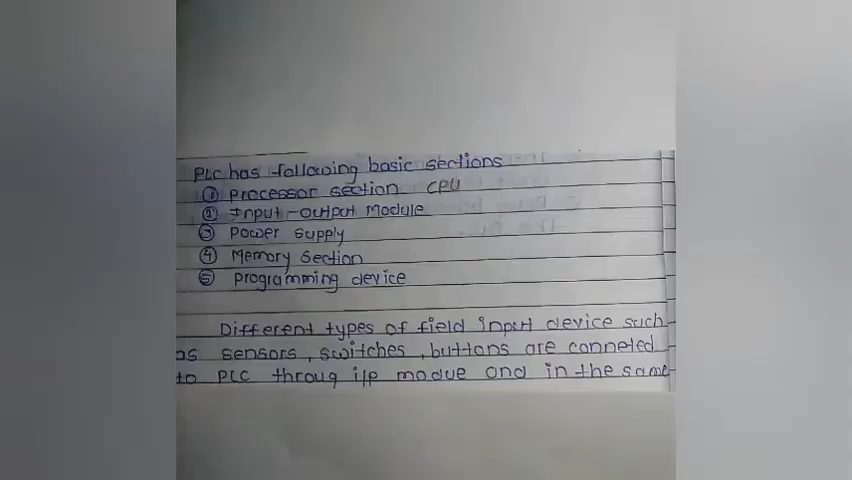 PLC has following basic sections
① processor section CPU
② Input-output Module
③ Power supply
④ Memory section
⑤ programming device
Different types of field input device such
as sensors, switches, buttons are conneted
to PLC throug i/p modue and in the same